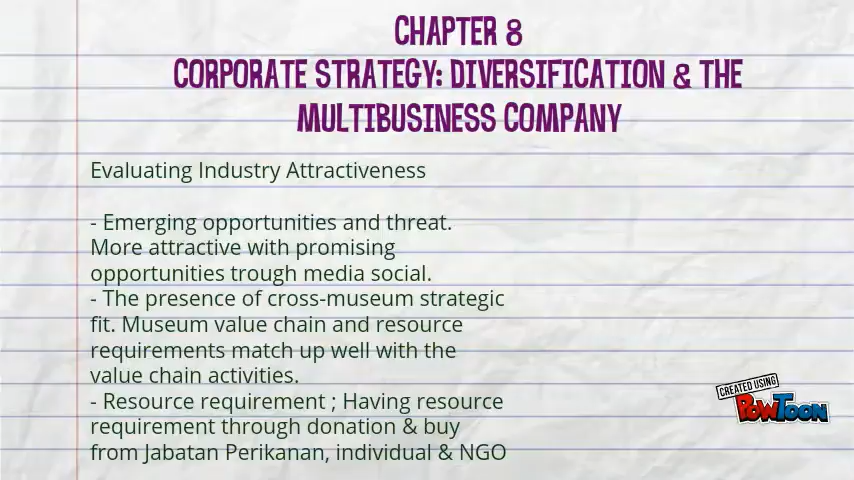 CHAPTER 8
CORPORATE STRATEGY: DIVERSIFICATION & THE
MULTIBUSINESS COMPANY
Evaluating Industry Attractiveness
- Emerging opportunities and threat.
More attractive with promising
opportunities trough media social.
- The presence of cross-museum strategic
fit. Museum value chain and resource
requirements match up well with the
value chain activities.
- Resource requirement ; Having resource
requirement through donation & buy
from Jabatan Perikanan, individual & NGO
CREATED USING
POWTOON